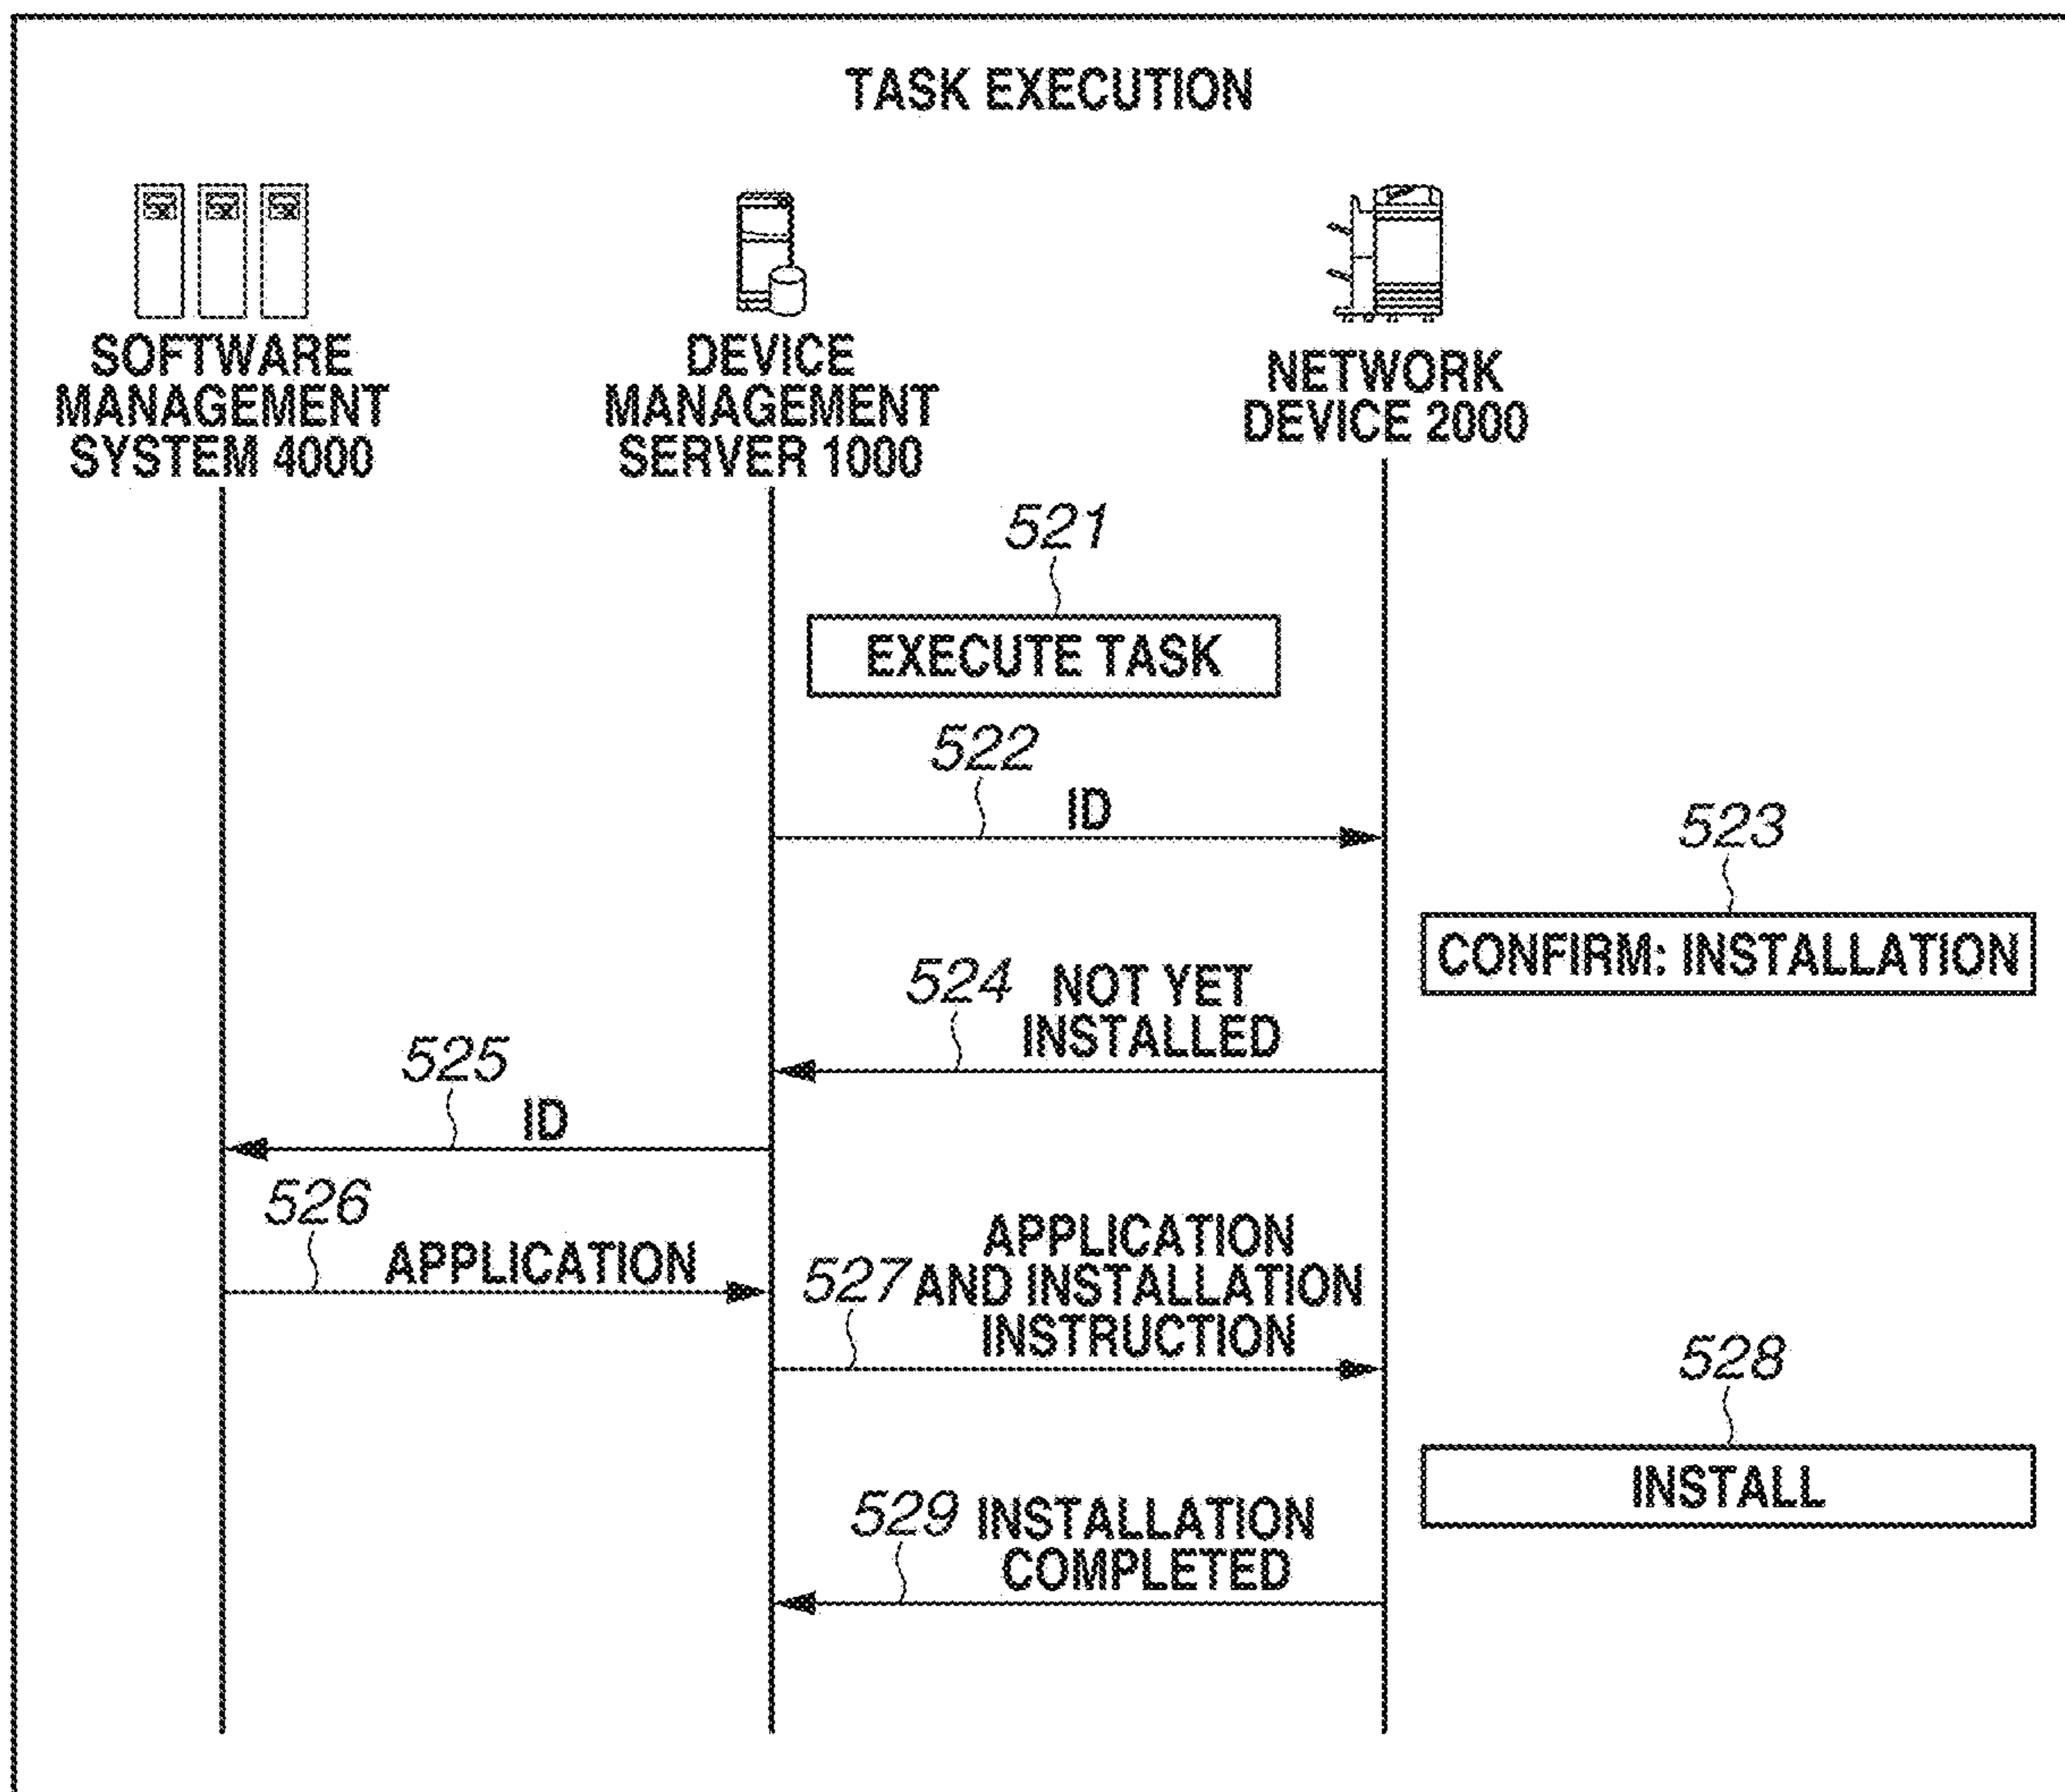 TASK EXECUTION
SOFTWARE
MANAGEMENT
SYSTEM 4000
DEVICE
MANAGEMENT
SERVER 1000
NETWORK
DEVICE 2000
521
EXECUTE TASK
522
ID
523
CONFIRM: INSTALLATION
524 NOT YET
INSTALLED
525
ID
526
APPLICATION
APPLICATION
527 AND INSTALLATION
INSTRUCTION
528
INSTALL
529 INSTALLATION
COMPLETED